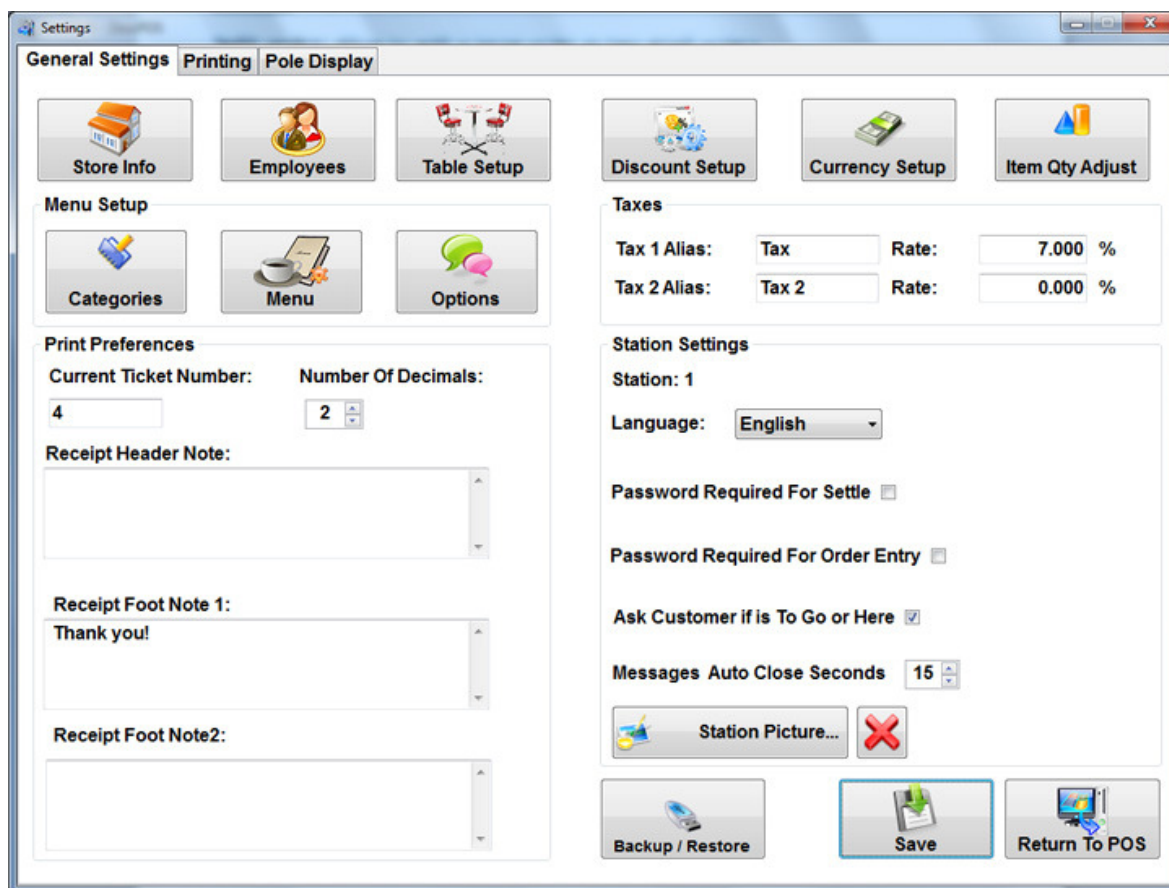 Settings
General Settings Printing Pole Display
Store Info Employees Table Setup Discount Setup Currency Setup Item Qty Adjust
Menu Setup
Categories Menu Options
Taxes
Tax 1 Alias: Tax Rate: 7.000 %
Tax 2 Alias: Tax 2 Rate: 0.000 %
Print Preferences
Current Ticket Number: Number Of Decimals:
4 2
Receipt Header Note:
Receipt Foot Note 1:
Thank you!
Receipt Foot Note2:
Station Settings
Station: 1
Language: English
Password Required For Settle
Password Required For Order Entry
Ask Customer if is To Go or Here
Messages Auto Close Seconds 15
Station Picture...
Backup / Restore Save Return To POS